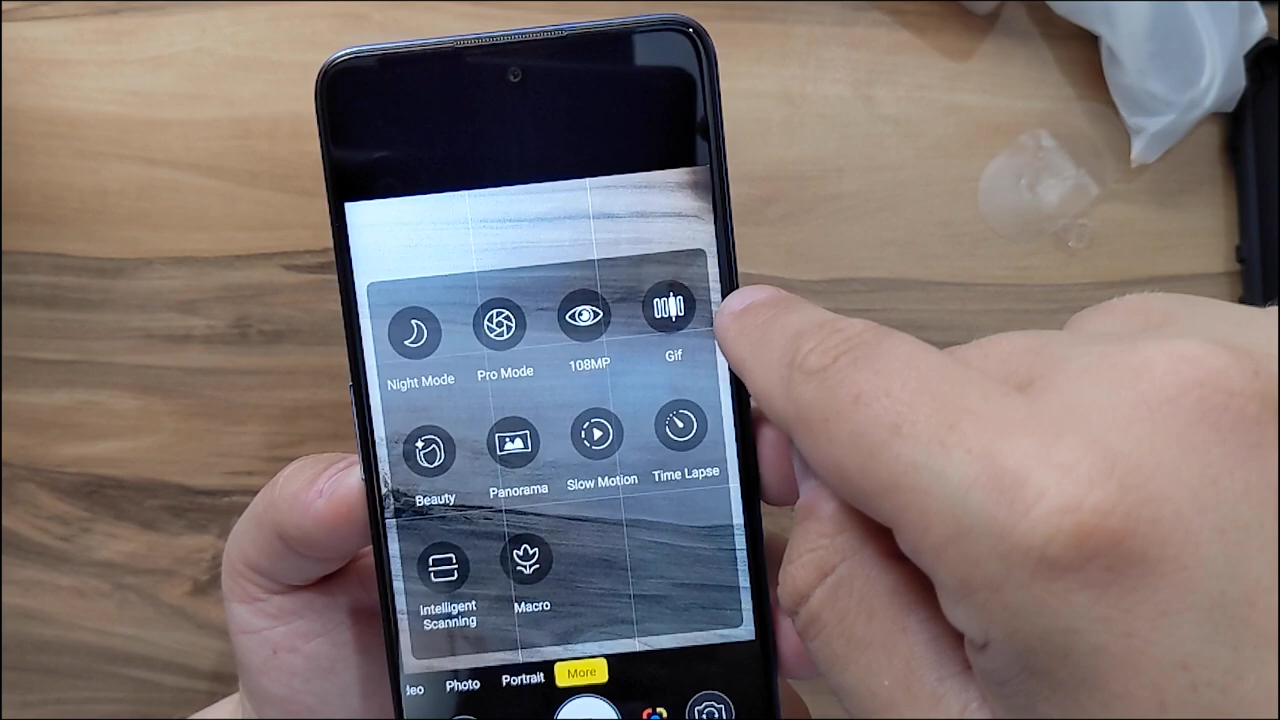 Night Mode
Pro Mode
108MP
Gif
Beauty
Panorama
Slow Motion
Time Lapse
Intelligent
Scanning
Macro
Photo
Portrait
More